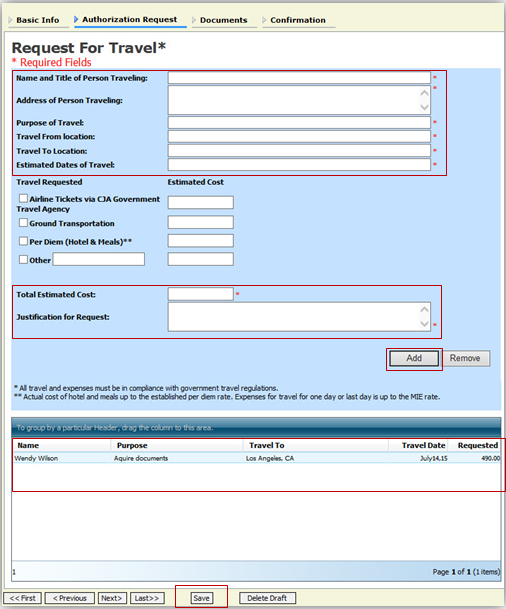 Basic Info Authorization Request Documents Confirmation
Request For Travel*
* Required Fields
Name and Title of Person Traveling: *
Address of Person Traveling: *
Purpose of Travel: *
Travel From location: *
Travel To Location: *
Estimated Dates of Travel: *
Travel Requested Estimated Cost
Airline Tickets via CJA Government
Travel Agency
Ground Transportation
Per Diem (Hotel & Meals)**
Other
Total Estimated Cost: *
Justification for Request: *
Add Remove
* All travel and expenses must be in compliance with government travel regulations.
** Actual cost of hotel and meals up to the established per diem rate. Expenses for travel for one day or last day is up to the MIE rate.
To group by a particular Header, drag the column to this area.
Name Purpose Travel To Travel Date Requested
Wendy Wilson Aquire documents Los Angeles, CA July14,15 490.00
1 Page 1 of 1 (1 items)
<< First < Previous Next> Last>> Save Delete Draft